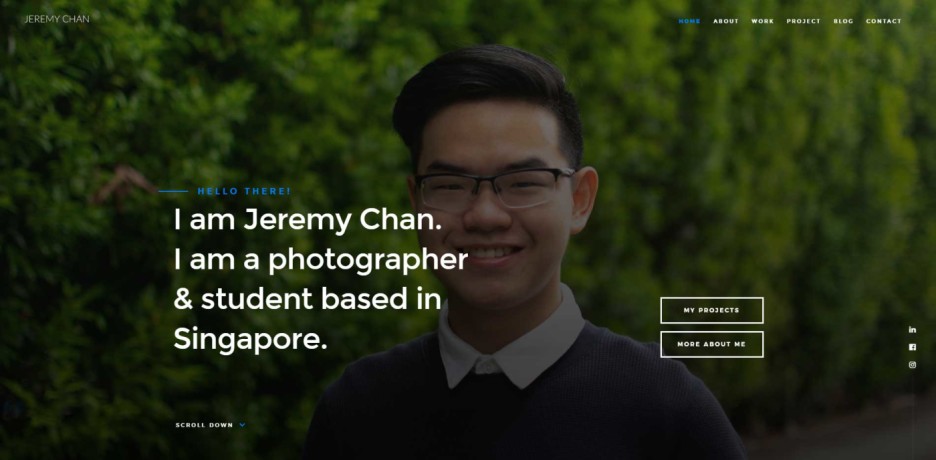 JEREMY CHAN
HOME ABOUT WORK PROJECT BLOG CONTACT
HELLO THERE!
I am Jeremy Chan.
I am a photographer
& student based in
Singapore.
MY PROJECTS
MORE ABOUT ME
in
SCROLL DOWN